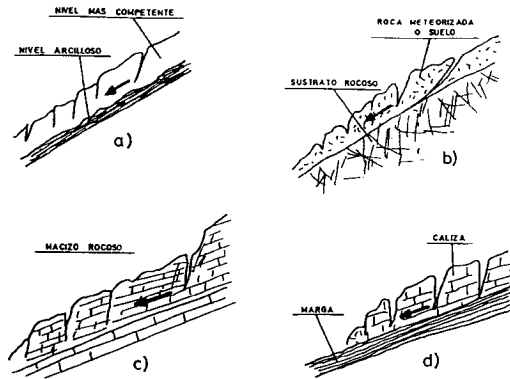 NIVEL MAS COMPETENTE
NIVEL ARCILLOSO
a)
ROCA METEORIZADA
O SUELO
SUSTRATO ROCOSO
b)
MACIZO ROCOSO
c)
CALIZA
MARGA
d)